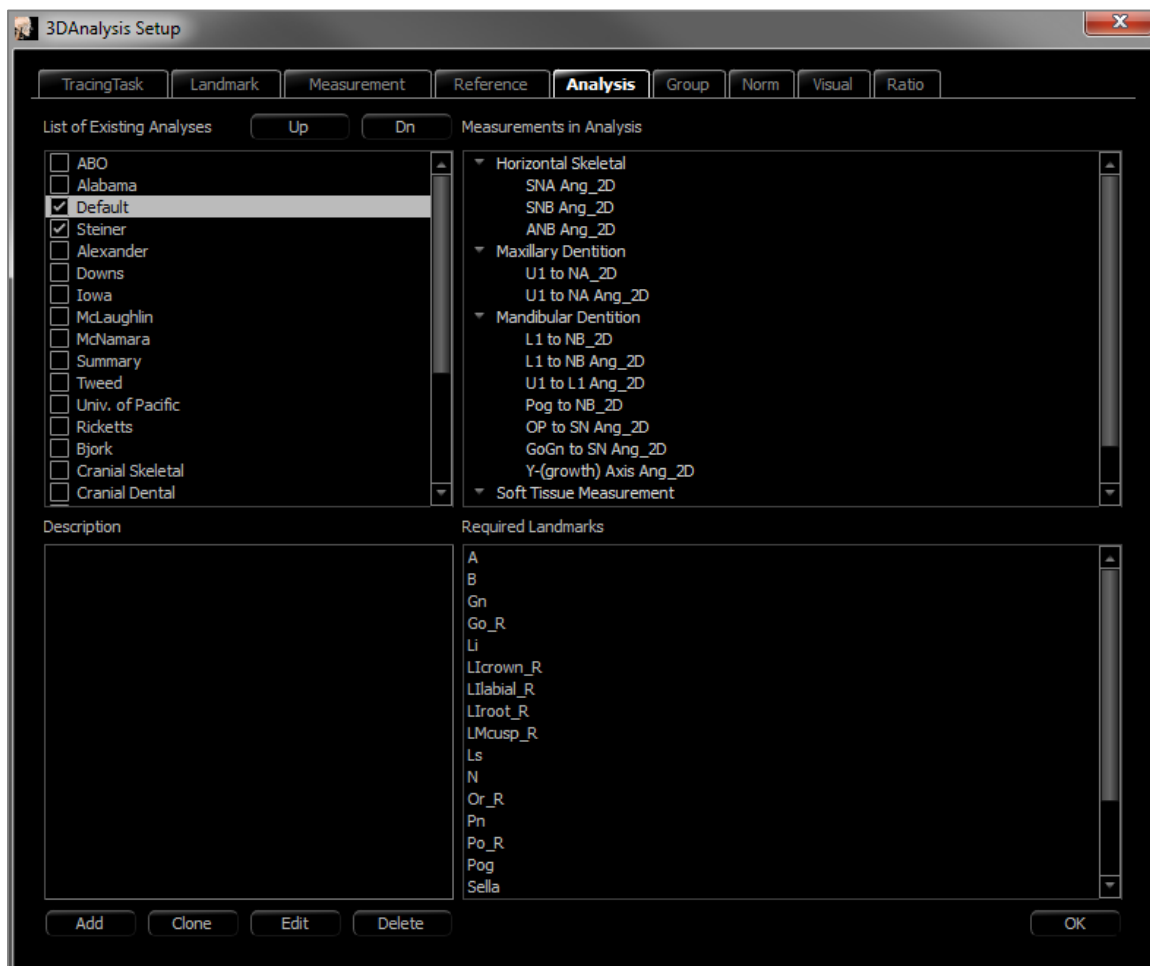 3DAnalysis Setup
TracingTask Landmark Measurement Reference Analysis Group Norm Visual Ratio
List of Existing Analyses Up Dn Measurements in Analysis
ABO
Alabama
Default
Steiner
Alexander
Downs
Iowa
McLaughlin
McNamara
Summary
Tweed
Univ. of Pacific
Ricketts
Bjork
Cranial Skeletal
Cranial Dental
Horizontal Skeletal
SNA Ang_2D
SNB Ang_2D
ANB Ang_2D
Maxillary Dentition
U1 to NA_2D
U1 to NA Ang_2D
Mandibular Dentition
L1 to NB_2D
L1 to NB Ang_2D
U1 to L1 Ang_2D
Pog to NB_2D
OP to SN Ang_2D
GoGn to SN Ang_2D
Y-(growth) Axis Ang_2D
Soft Tissue Measurement
Description
Required Landmarks
A
B
Gn
Go_R
Li
LIcrown_R
LIlabial_R
LIroot_R
LMcusp_R
Ls
N
Or_R
Pn
Po_R
Pog
Sella
Add Clone Edit Delete OK